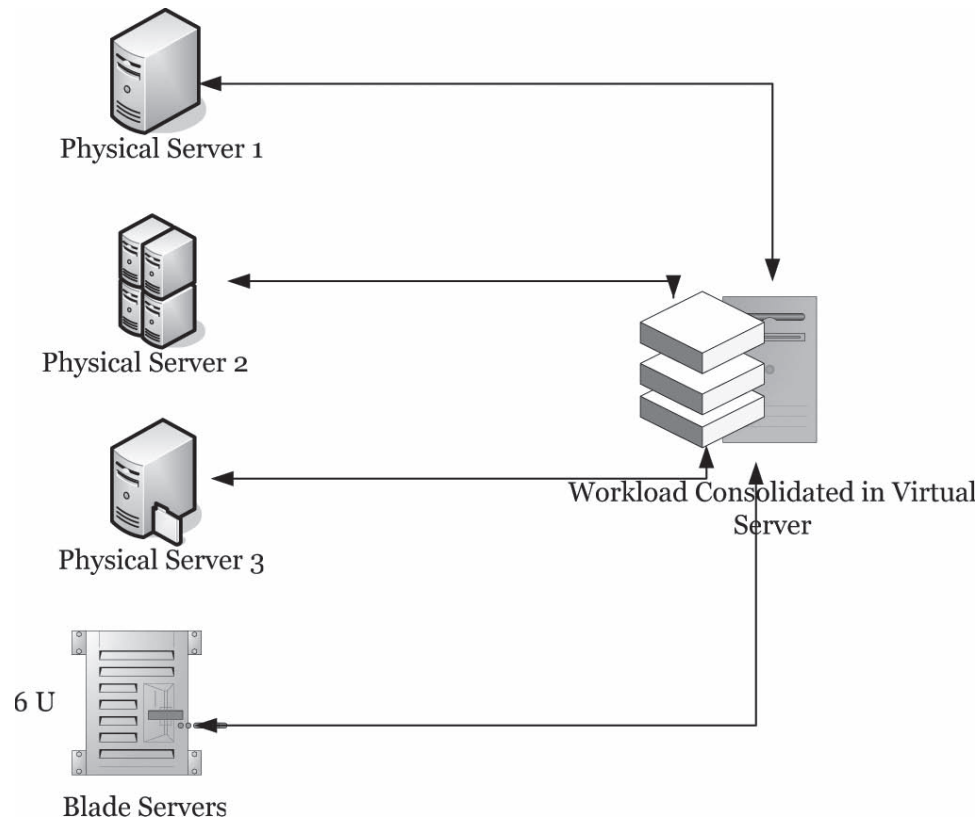 Physical Server 1
Physical Server 2
Physical Server 3
Workload Consolidated in Virtual
Server
6 U
Blade Servers